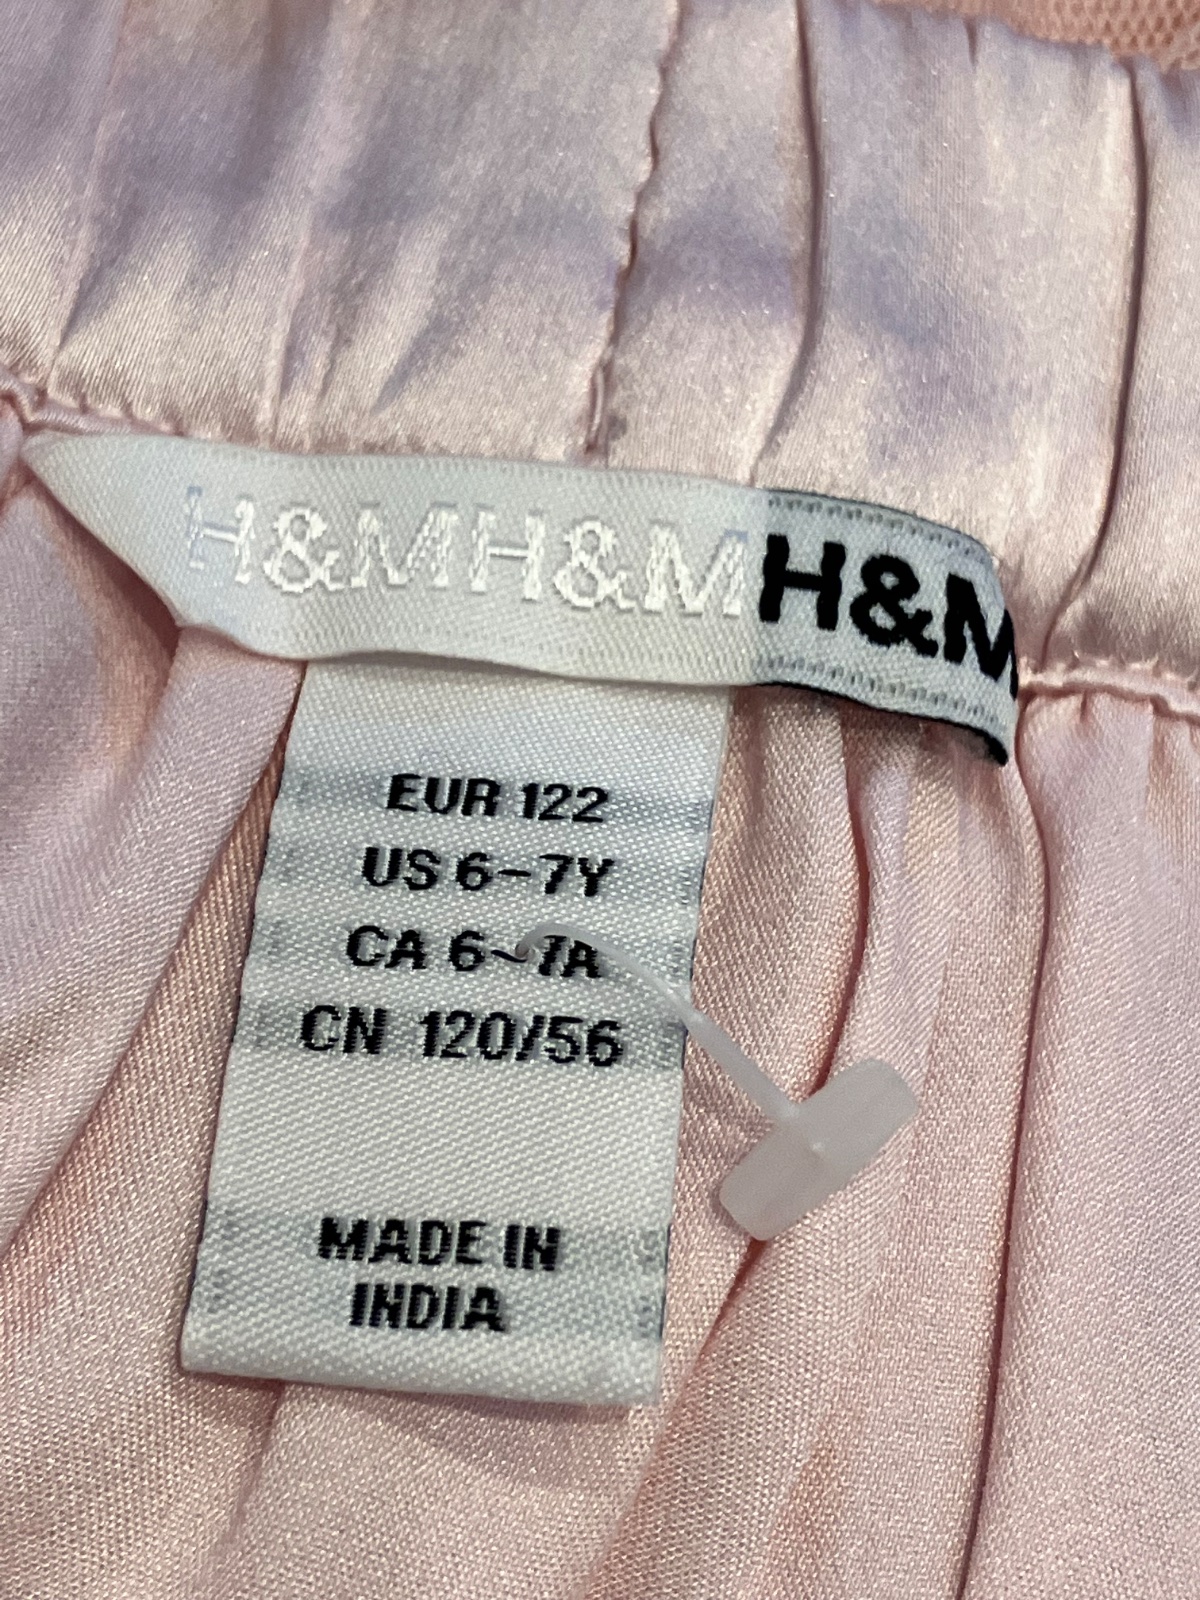 H&MH&MH&M
EUR 122
US 6-7Y
CA 6-7A
CN 120/56
MADE IN
INDIA